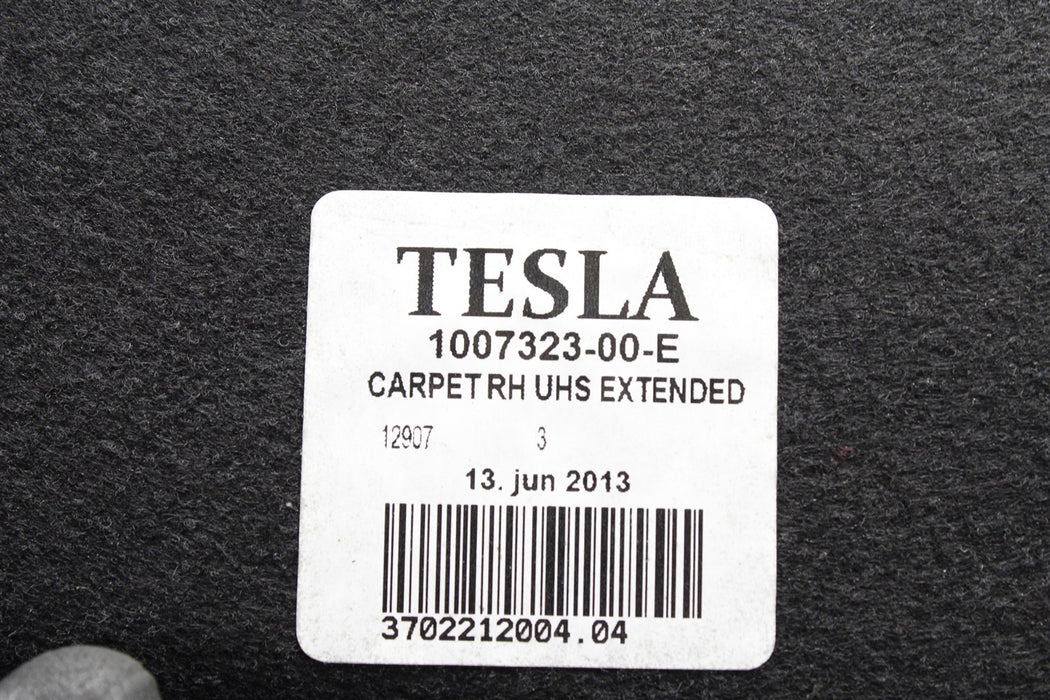 TESLA
1007323-00-E
CARPET RH UHS EXTENDED
12907 3
13. jun 2013
3702212004.04